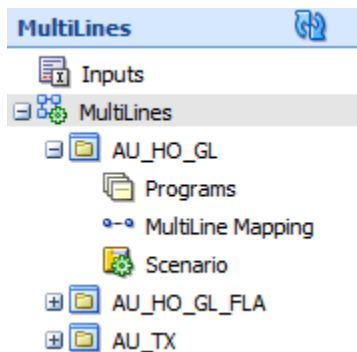 MultiLines
Inputs
MultiLines
AU_HO_GL
Programs
MultiLine Mapping
Scenario
AU_HO_GL_FLA
AU_TX